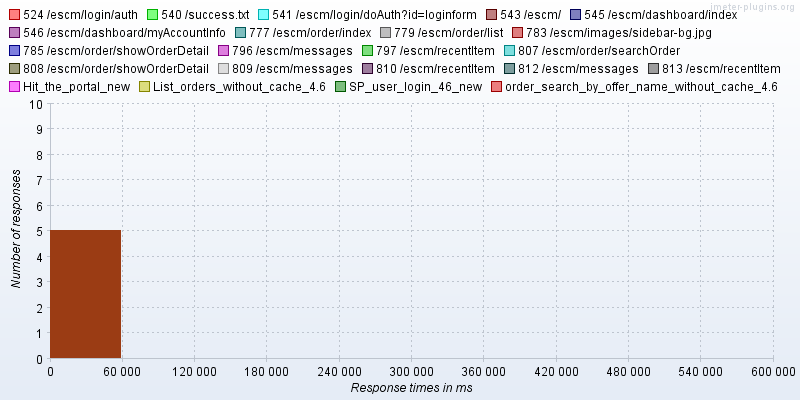 jmeter-plugins.org
524 /escm/login/auth 540 /success.txt 541 /escm/login/doAuth?id=loginform 543 /escm/ 545 /escm/dashboard/index
546 /escm/dashboard/myAccountInfo 777 /escm/order/index 779 /escm/order/list 783 /escm/images/sidebar-bg.jpg
785 /escm/order/showOrderDetail 796 /escm/messages 797 /escm/recentItem 807 /escm/order/searchOrder
808 /escm/order/showOrderDetail 809 /escm/messages 810 /escm/recentItem 812 /escm/messages 813 /escm/recentItem
Hit_the_portal_new List_orders_without_cache_4.6 SP_user_login_46_new order_search_by_offer_name_without_cache_4.6
10
9
8
7
6
5
4
3
2
1
0
Number of responses
0 60 000 120 000 180 000 240 000 300 000 360 000 420 000 480 000 540 000 600 000
Response times in ms